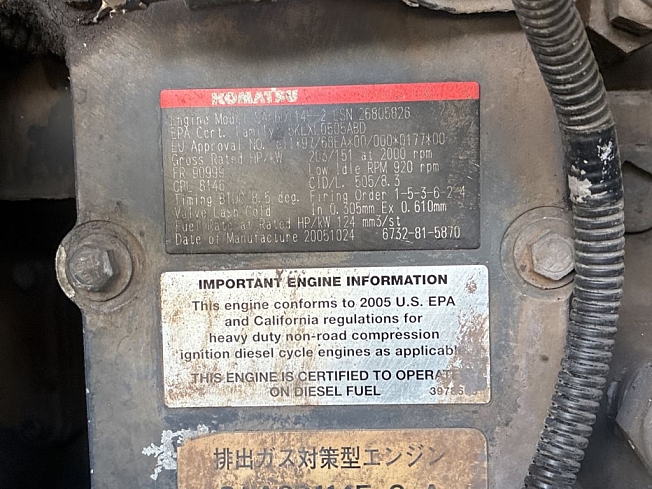 KOMATSU
Engine Model 14E-2 ESN 26805826
EPA Cert. Family 5KLXL0505ABD
EU Approval NO. e11*97/68EA*00/000*0177*00
Gross Rated HP/kW 203/151 at 2000 rpm
FR 90999 Low Idle RPM 920 rpm
CPL 8146 CID/L. 505/8.3
Timing BTDC 8.5 deg. Firing Order 1-5-3-6-2-4
Valve Lash Cold In 0.305mm Ex 0.610mm
Fuel Rate at Rated HP/kW 124 mm3/st
Date of Manufacture 20051024 6732-81-5870
IMPORTANT ENGINE INFORMATION
This engine conforms to 2005 U.S. EPA
and California regulations for
heavy duty non-road compression
ignition diesel cycle engines as applicabl
THIS ENGINE IS CERTIFIED TO OPERAT
ON DIESEL FUEL
排出ガス対策型エンジン